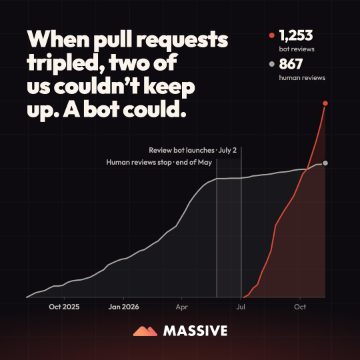 When pull requests
tripled, two of
us couldn't keep
up. A bot could.
1,253
bot reviews
867
human reviews
Review bot launches · July 2
Human reviews stop · end of May
Oct 2025
Jan 2026
Apr
Jul
Oct
MASSIVE